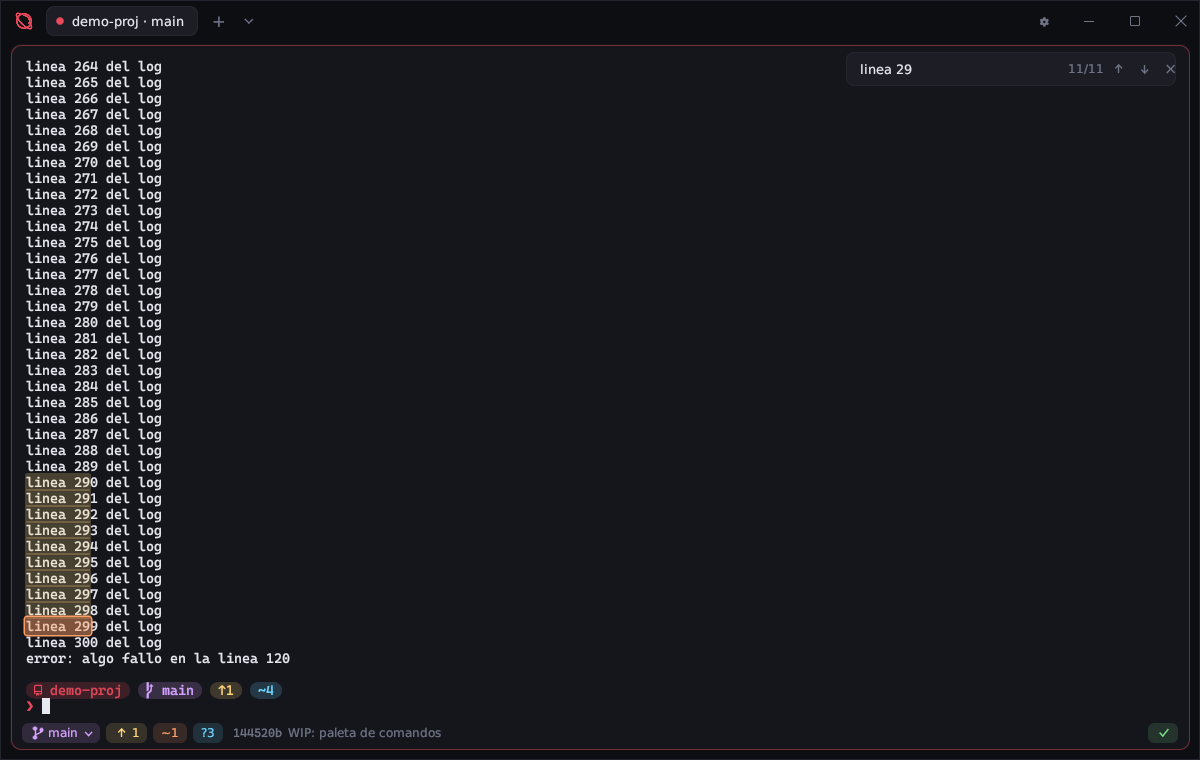 demo-proj · main
linea 29 11/11
linea 264 del log
linea 265 del log
linea 266 del log
linea 267 del log
linea 268 del log
linea 269 del log
linea 270 del log
linea 271 del log
linea 272 del log
linea 273 del log
linea 274 del log
linea 275 del log
linea 276 del log
linea 277 del log
linea 278 del log
linea 279 del log
linea 280 del log
linea 281 del log
linea 282 del log
linea 283 del log
linea 284 del log
linea 285 del log
linea 286 del log
linea 287 del log
linea 288 del log
linea 289 del log
linea 290 del log
linea 291 del log
linea 292 del log
linea 293 del log
linea 294 del log
linea 295 del log
linea 296 del log
linea 297 del log
linea 298 del log
linea 299 del log
linea 300 del log
error: algo fallo en la linea 120
demo-proj main ↑1 ~4
❯
main ↑ 1 ~1 ?3 144520b WIP: paleta de comandos